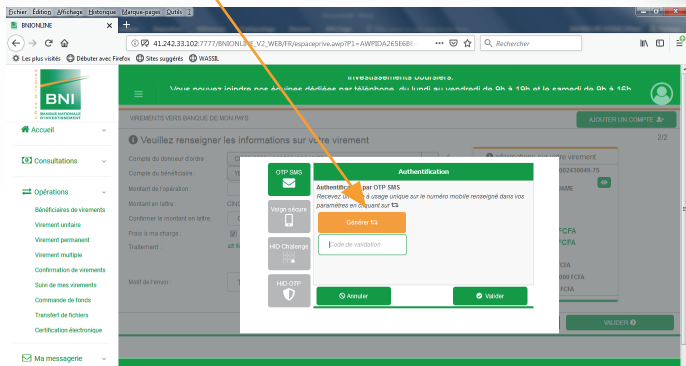 Fichier Édition Affichage Historique Marque-pages Outils ?
BNIONLINE
41.242.33.102:7777/BNIONLINE_V2_WEB/FR/espaceprive.awp?P1=AWPIDA265E6BE
Rechercher
Les plus visités Débuter avec Firefox Sites suggérés WASSIL
investissements boursiers.
Vous pouvez joindre nos équipes dédiées par téléphone, du lundi au vendredi de 8h à 19h et le samedi de 9h à 16h
BNI
BANQUE NATIONALE D'INVESTISSEMENT
VIREMENTS VERS BANQUE DE MON PAYS
AJOUTER UN COMPTE
Accueil
Veuillez renseigner les informations sur votre virement
2/2
Consultations
Compte du donneur d'ordre :
Compte du bénéficiaire :
Montant de l'opération :
Montant en lettre :
Confirmer le montant en lettre :
Frais à ma charge :
Traitement
Motif de l'envoi :
OTP SMS
Vsign sécure
HID Chalenge
HID OTP
Authentification
Authentification par OTP SMS
Recevez un code à usage unique sur le numéro mobile renseigné dans vos
paramètres en cliquant sur
Générer
Code de validation
Annuler
Valider
002430049-75
FCFA
FCFA
FCFA
000 FCFA
FCFA
VALIDER
Opérations
Bénéficiaires de virements
Virement unitaire
Virement permanent
Virement multiple
Confirmation de virements
Suivi de mes virements
Commande de fonds
Transfert de fichiers
Certification électronique
Ma messagerie